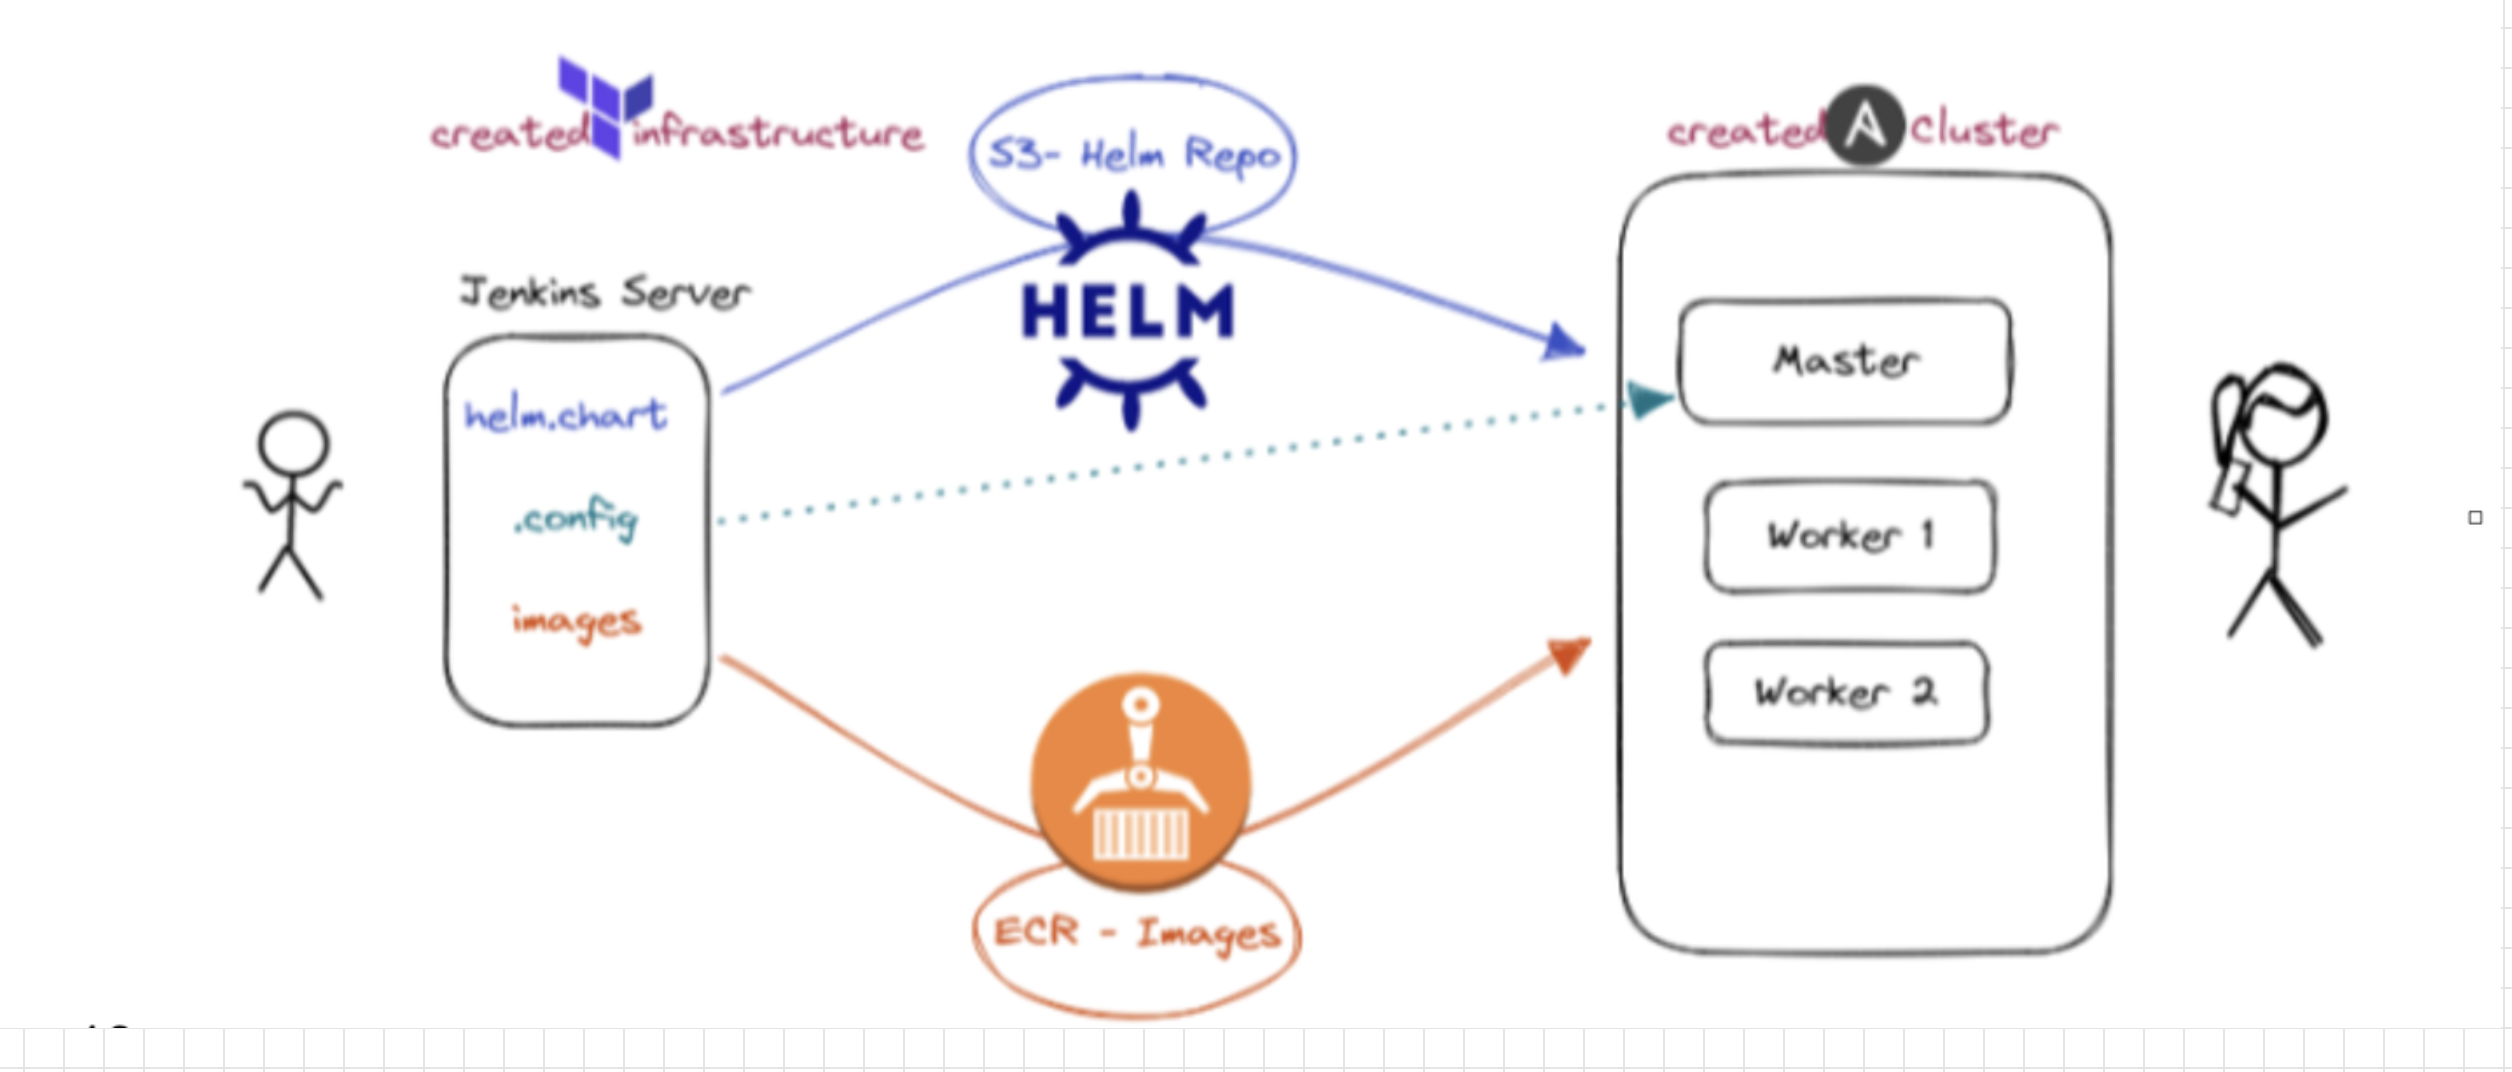 created infrastructure
S3- Helm Repo
created A Cluster
HELM
Jenkins Server
helm.chart
.config
images
Master
Worker 1
Worker 2
ECR - Images